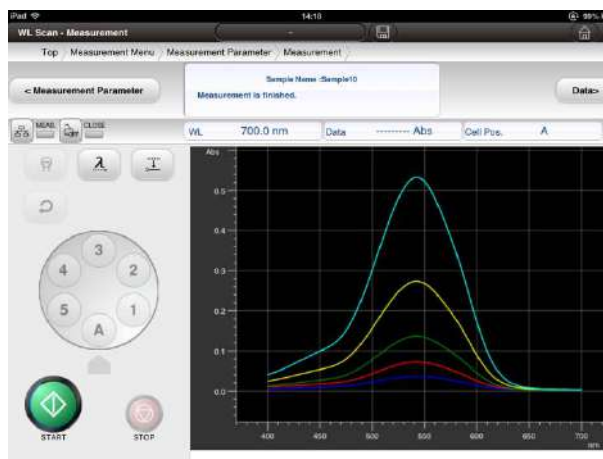 iPad 14:10 99%
WL Scan - Measurement
Top Measurement Menu Measurement Parameter Measurement
< Measurement Parameter
Sample Name :Sample10
Measurement is finished.
Data>
MEAS. CLOSE
OFF
WL 700.0 nm Data --------- Abs Cell Pos. A
λ
3
4 2
5 1
A
START STOP
Abs
0.5
0.4
0.3
0.2
0.1
0.0
400 450 500 550 600 650 700
nm